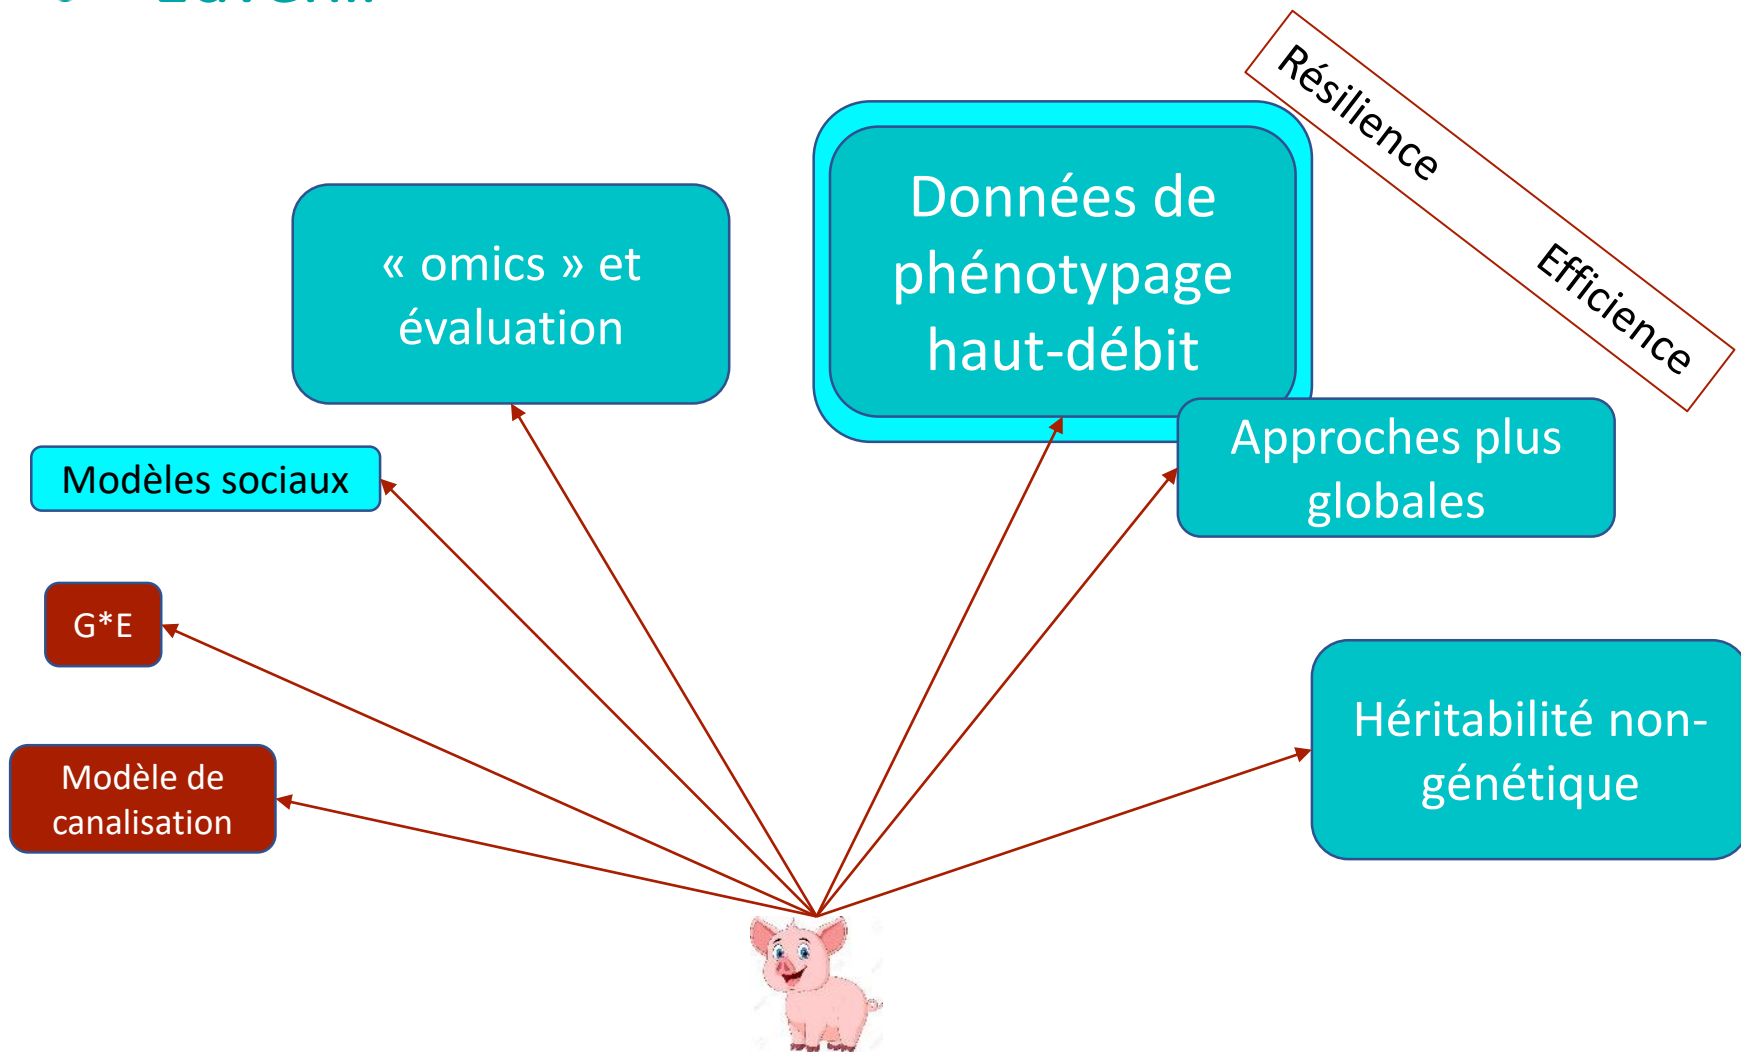 Résilience
Efficience
Données de
phénotypage
haut-débit
« omics » et
évaluation
Approches plus
globales
Modèles sociaux
G*E
Héritabilité non-
génétique
Modèle de
canalisation